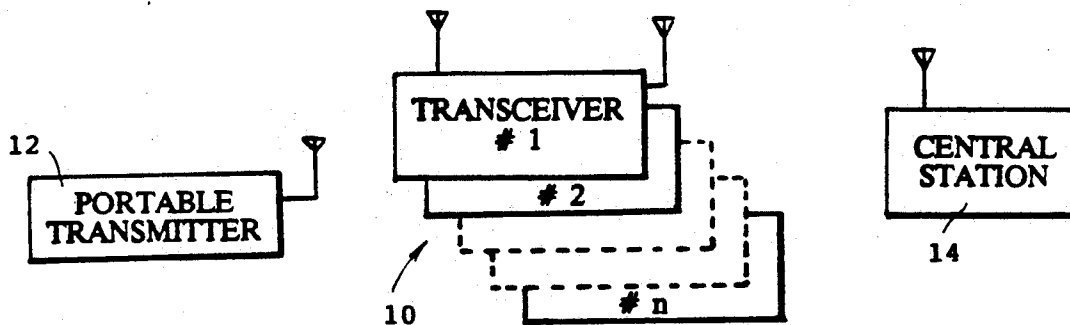 12
PORTABLE
TRANSMITTER
TRANSCEIVER
# 1
# 2
# n
10
CENTRAL
STATION
14